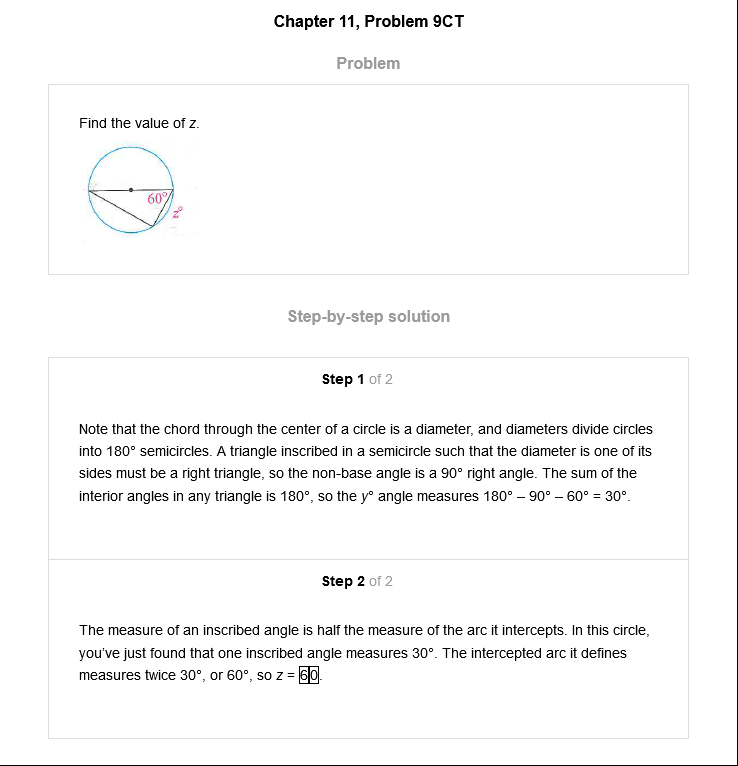 Chapter 11, Problem 9CT
Problem
Find the value of z.
60°
z°
Step-by-step solution
Step 1 of 2
Note that the chord through the center of a circle is a diameter, and diameters divide circles
into 180° semicircles. A triangle inscribed in a semicircle such that the diameter is one of its
sides must be a right triangle, so the non-base angle is a 90° right angle. The sum of the
interior angles in any triangle is 180°, so the y° angle measures 180° – 90° – 60° = 30°.
Step 2 of 2
The measure of an inscribed angle is half the measure of the arc it intercepts. In this circle,
you've just found that one inscribed angle measures 30°. The intercepted arc it defines
measures twice 30°, or 60°, so z = 60.